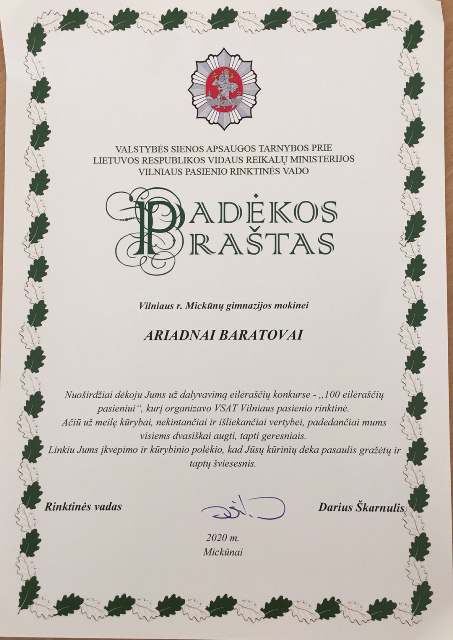 VALSTYBĖS SIENOS APSAUGOS TARNYBOS PRIE
LIETUVOS RESPUBLIKOS VIDAUS REIKALŲ MINISTERIJOS
VILNIAUS PASIENIO RINKTINĖS VADO
PADĖKOS
RAŠTAS
Vilniaus r. Mickūnų gimnazijos mokinei
ARIADNAI BARATOVAI
Nuoširdžiai dėkoju Jums už dalyvavimą eilėraščių konkurse - „100 eilėraščių
pasieniui“, kurį organizavo VSAT Vilniaus pasienio rinktinė.
Ačiū už meilę kūrybai, nekintančiai ir išliekančiai vertybei, padedančiai mums
visiems dvasiškai augti, tapti geresniais.
Linkiu Jums įkvėpimo ir kūrybinio polėkio, kad Jūsų kūrinių dėka pasaulis gražėtų ir
taptų šviesesnis.
Rinktinės vadas
Darius Škarnulis
2020 m.
Mickūnai